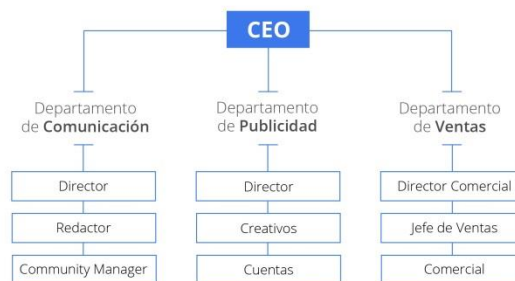 CEO
Departamento
de Comunicación
Departamento
de Publicidad
Departamento
de Ventas
Director
Redactor
Community Manager
Director
Creativos
Cuentas
Director Comercial
Jefe de Ventas
Comercial